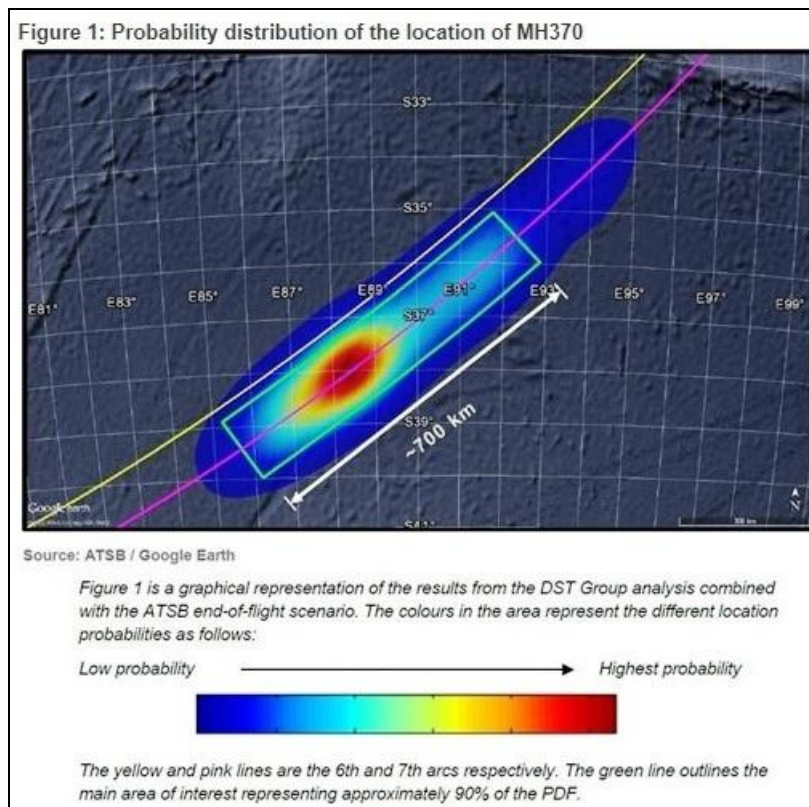 Figure 1: Probability distribution of the location of MH370
S33°
S35°
E81°
E83°
E85°
E87°
E89°
E91°
E93°
E95°
E97°
E99°
S37°
S39°
~700 km
Google earth
N
S41°
Source: ATSB / Google Earth
Figure 1 is a graphical representation of the results from the DST Group analysis combined
with the ATSB end-of-flight scenario. The colours in the area represent the different location
probabilities as follows:
Low probability Highest probability
The yellow and pink lines are the 6th and 7th arcs respectively. The green line outlines the
main area of interest representing approximately 90% of the PDF.